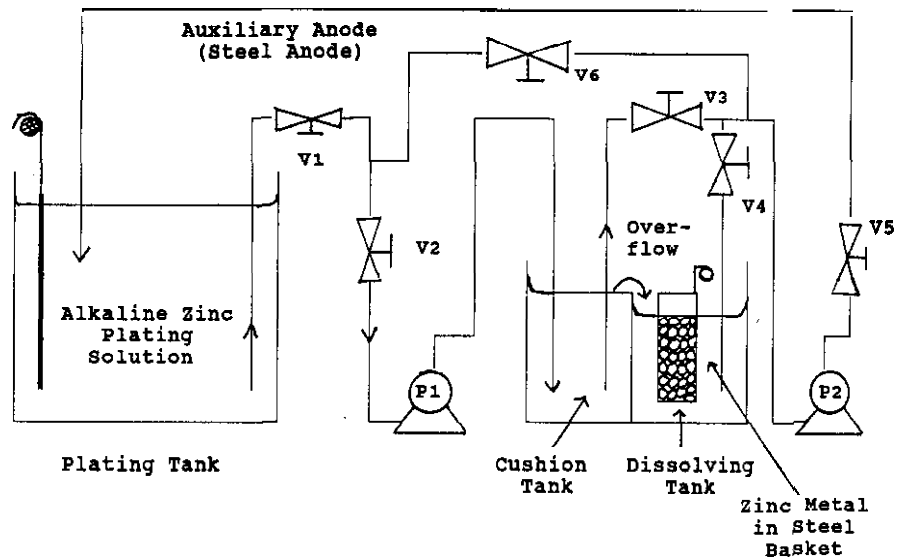 Auxiliary Anode
(Steel Anode)
V6
V3
V1
V4
Over-
flow
V2
V5
Alkaline Zinc
Plating
Solution
P1
P2
Plating Tank
Cushion
Tank
Dissolving
Tank
Zinc Metal
in Steel
Basket